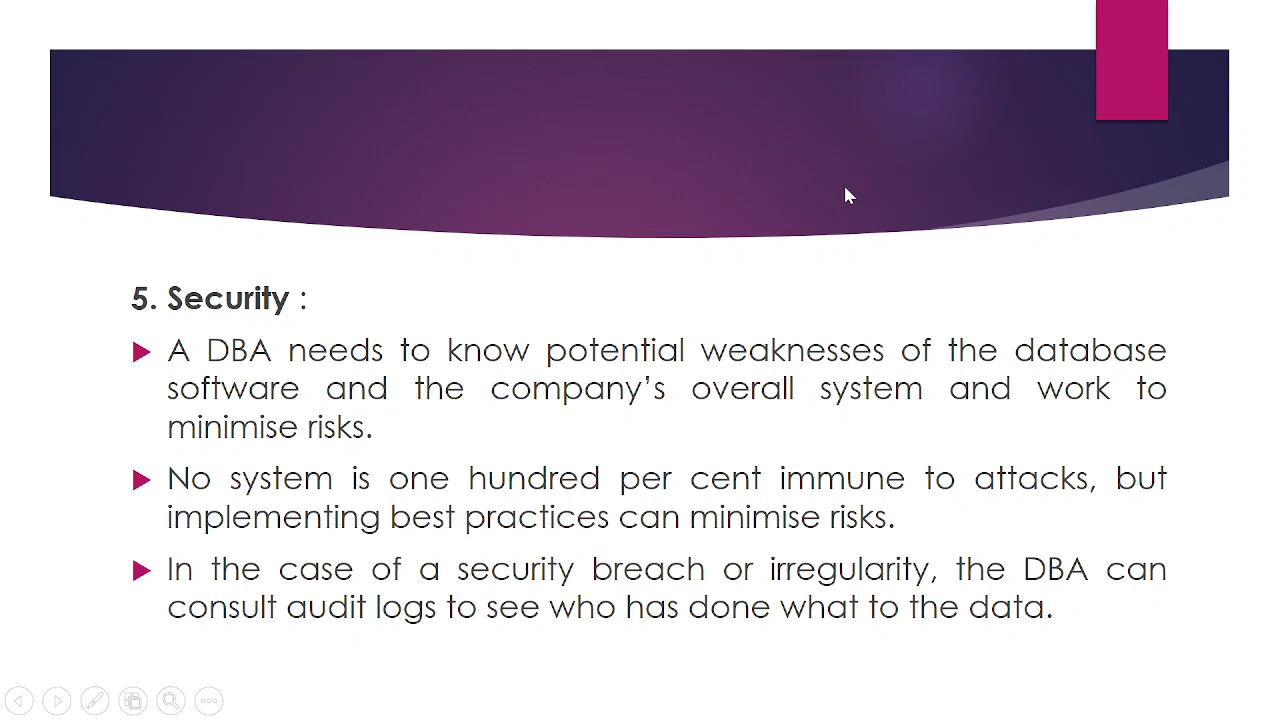 5. Security :
A DBA needs to know potential weaknesses of the database
software and the company’s overall system and work to
minimise risks.
No system is one hundred per cent immune to attacks, but
implementing best practices can minimise risks.
In the case of a security breach or irregularity, the DBA can
consult audit logs to see who has done what to the data.